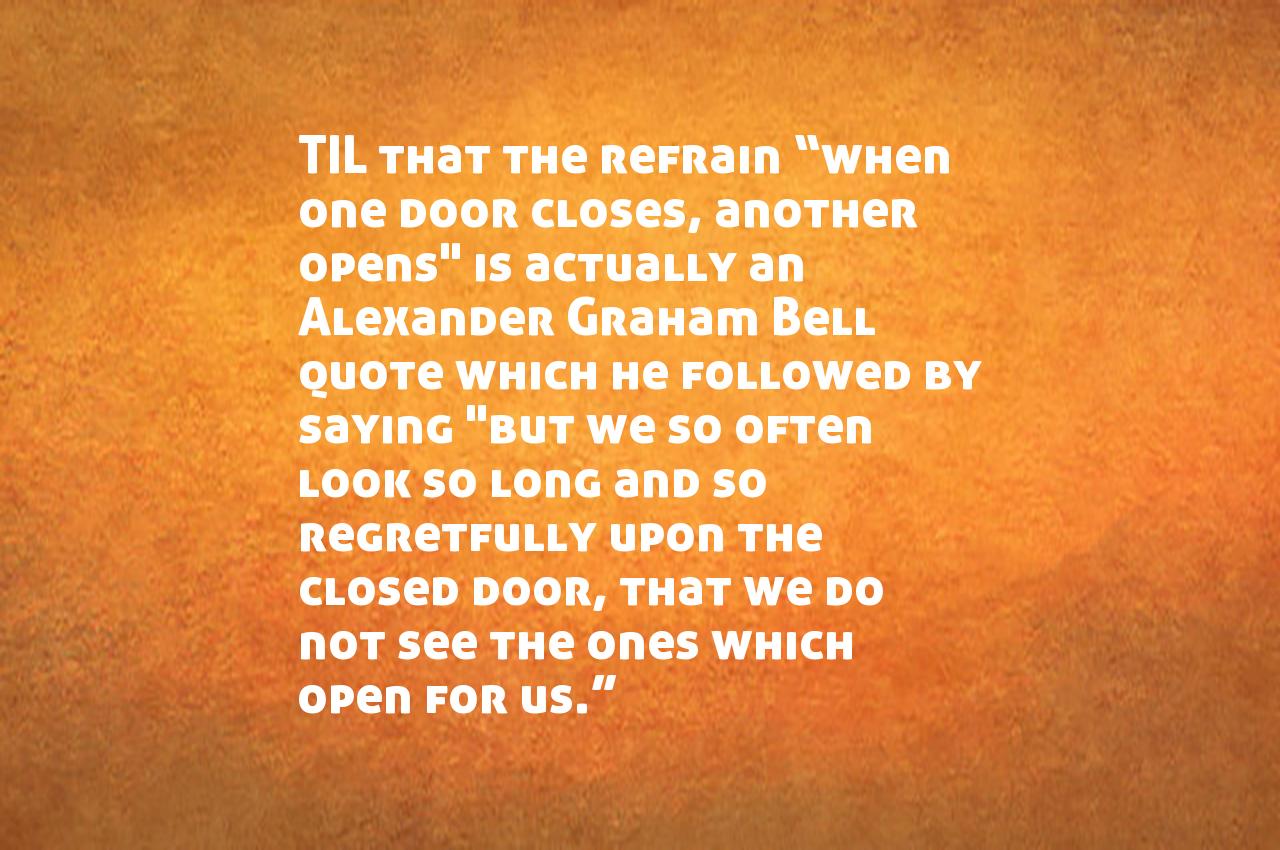 TIL that the refrain “when
one door closes, another
opens" is actually an
Alexander Graham Bell
quote which he followed by
saying "but we so often
look so long and so
regretfully upon the
closed door, that we do
not see the ones which
open for us.”